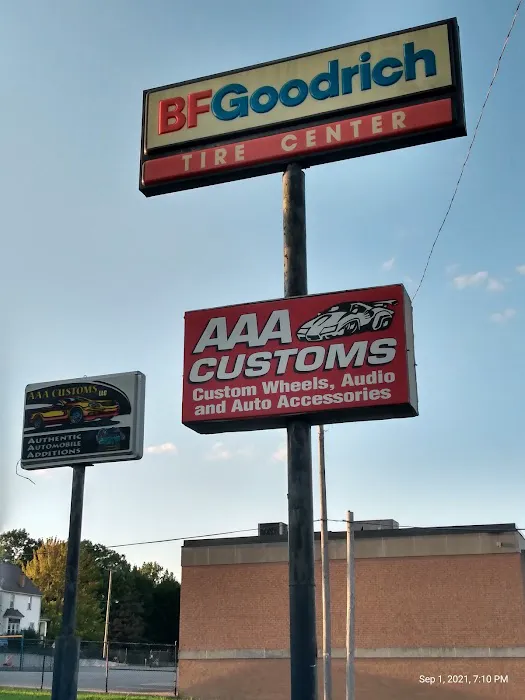 BFGoodrich
TIRE CENTER
AAA
CUSTOMS
Custom Wheels, Audio
and Auto Accessories
AAA CUSTOMS LLC
AUTHENTIC
AUTOMOBILE
ADDITIONS
Sep 1, 2021, 7:10 PM